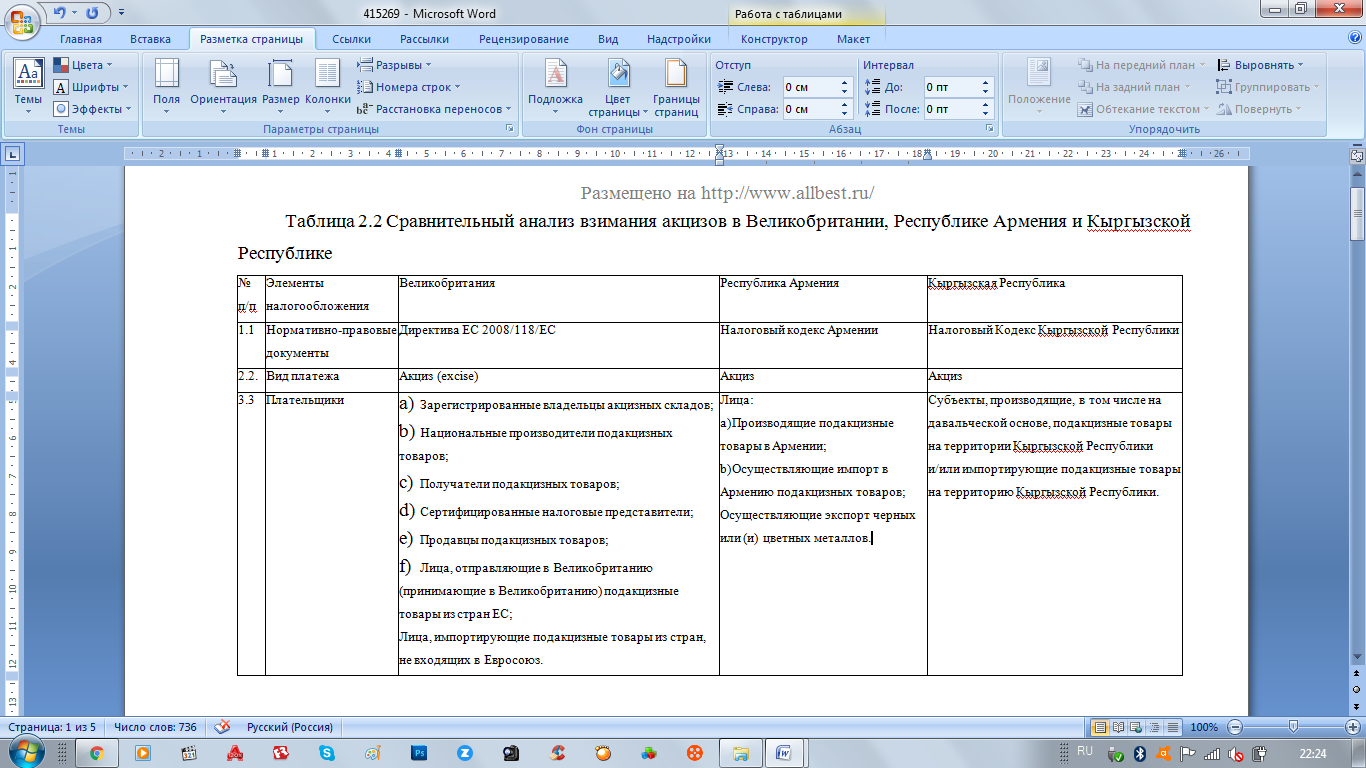 415269 - Microsoft Word
Работа с таблицами
Главная Вставка Разметка страницы Ссылки Рассылки Рецензирование Вид Надстройки Конструктор Макет
Темы
Цвета
Шрифты
Эффекты
Темы
Поля
Ориентация
Размер
Колонки
Разрывы
Номера строк
Расстановка переносов
Параметры страницы
Подложка
Цвет страницы
Границы страниц
Фон страницы
Отступ
Слева: 0 см
Справа: 0 см
Интервал
До: 0 пт
После: 0 пт
Абзац
Положение
На передний план
На задний план
Обтекание текстом
Выровнять
Группировать
Повернуть
Упорядочить
Размещено на http://www.allbest.ru/
Таблица 2.2 Сравнительный анализ взимания акцизов в Великобритании, Республике Армения и Кыргызской
Республике
№
п/п
Элементы
налогообложения
Великобритания
Республика Армения
Кыргызская Республика
1.1
Нормативно-правовые
документы
Директива ЕС 2008/118/ЕС
Налоговый кодекс Армении
Налоговый Кодекс Кыргызской Республики
2.2.
Вид платежа
Акциз (excise)
Акциз
Акциз
3.3
Плательщики
a) Зарегистрированные владельцы акцизных складов;
b) Национальные производители подакцизных
товаров;
c) Получатели подакцизных товаров;
d) Сертифицированные налоговые представители;
e) Продавцы подакцизных товаров;
f) Лица, отправляющие в Великобританию
(принимающие в Великобританию) подакцизные
товары из стран ЕС;
Лица, импортирующие подакцизные товары из стран,
не входящих в Евросоюз.
Лица:
a)Производящие подакцизные
товары в Армении;
b)Осуществляющие импорт в
Армению подакцизных товаров;
Осуществляющие экспорт черных
или (и) цветных металлов.
Субъекты, производящие, в том числе на
давальческой основе, подакцизные товары
на территории Кыргызской Республики
и/или импортирующие подакцизные товары
на территорию Кыргызской Республики.
Страница: 1 из 5 Число слов: 736 Русский (Россия) 100%
RU 22:24